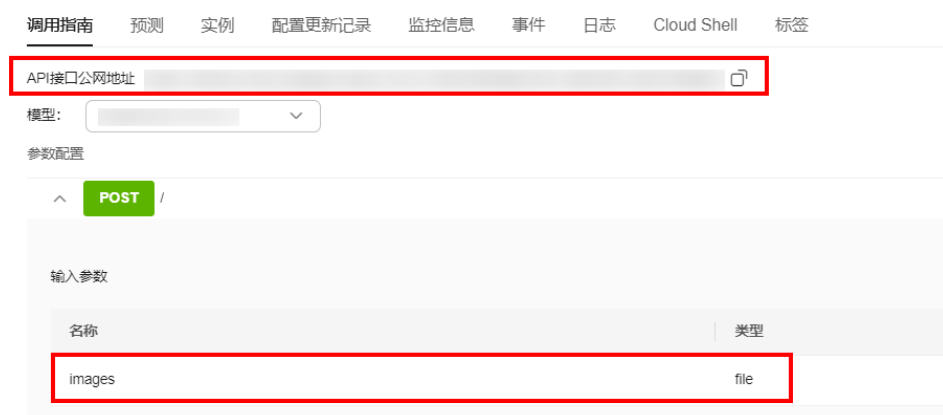 调用指南 预测 实例 配置更新记录 监控信息 事件 日志 Cloud Shell 标签
API接口公网地址
模型：
参数配置
POST /
输入参数
名称 类型
images file